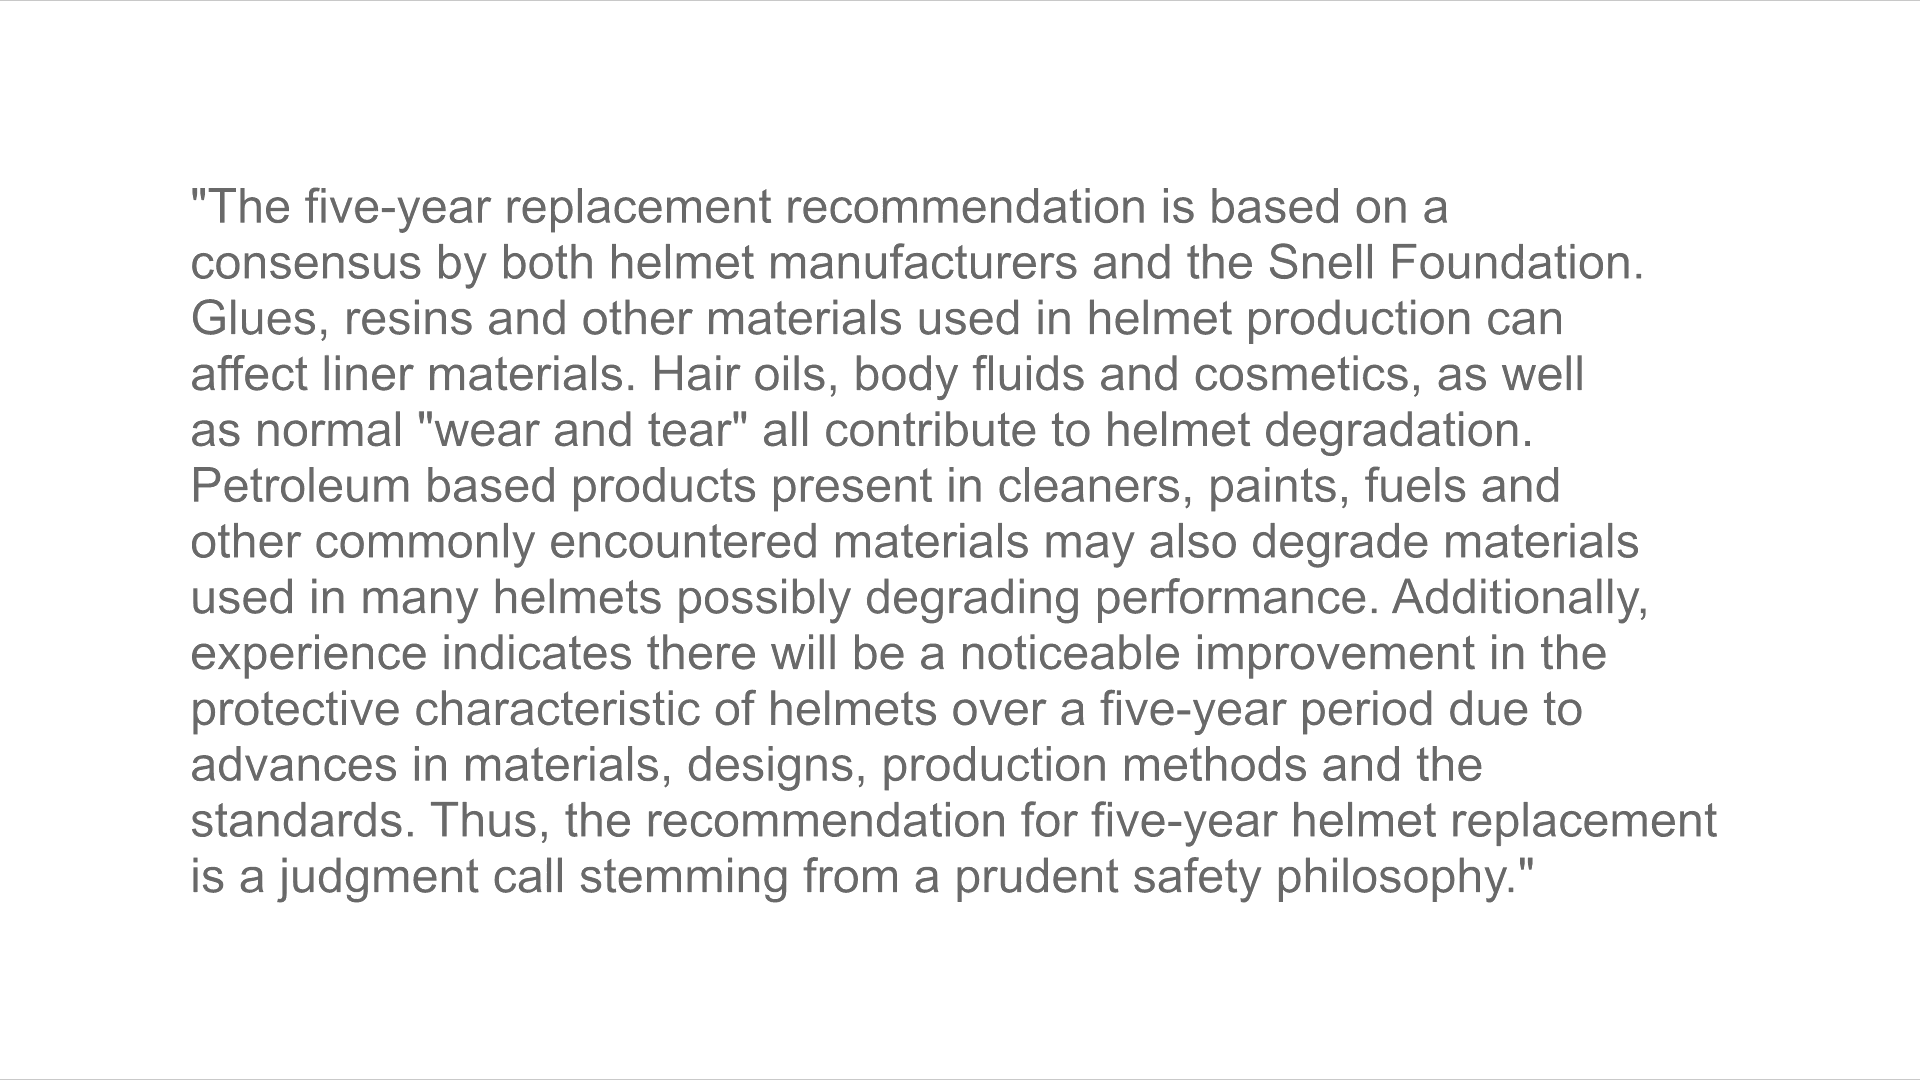 "The five-year replacement recommendation is based on a
consensus by both helmet manufacturers and the Snell Foundation.
Glues, resins and other materials used in helmet production can
affect liner materials. Hair oils, body fluids and cosmetics, as well
as normal "wear and tear" all contribute to helmet degradation.
Petroleum based products present in cleaners, paints, fuels and
other commonly encountered materials may also degrade materials
used in many helmets possibly degrading performance. Additionally,
experience indicates there will be a noticeable improvement in the
protective characteristic of helmets over a five-year period due to
advances in materials, designs, production methods and the
standards. Thus, the recommendation for five-year helmet replacement
is a judgment call stemming from a prudent safety philosophy."